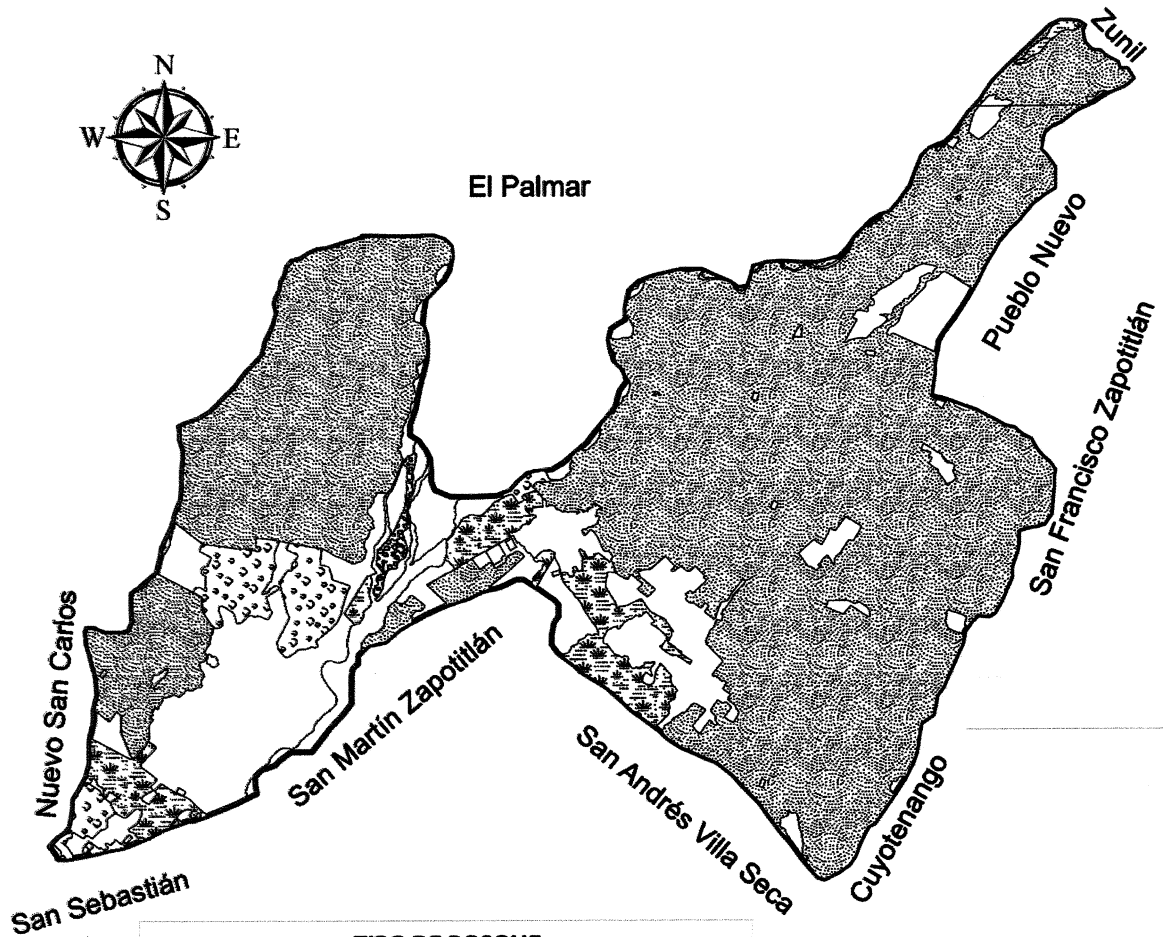 Zunil
N
W E
S
El Palmar
Pueblo Nuevo
San Francisco Zapotitlán
Nuevo San Carlos
San Martín Zapotitlán
San Andrés Villa Seca
Cuyotenango
San Sebastián